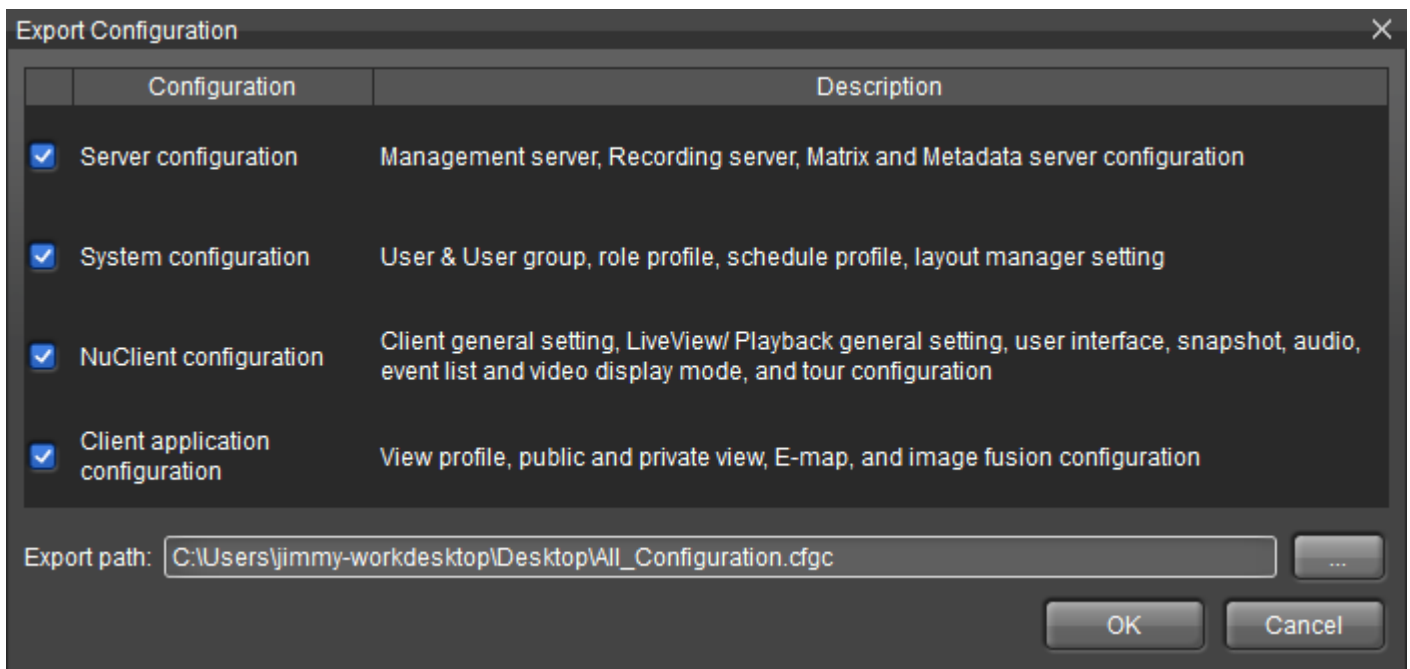 Export Configuration
Configuration Description
Server configuration Management server, Recording server, Matrix and Metadata server configuration
System configuration User & User group, role profile, schedule profile, layout manager setting
NuClient configuration Client general setting, LiveView/ Playback general setting, user interface, snapshot, audio,
event list and video display mode, and tour configuration
Client application
configuration
View profile, public and private view, E-map, and image fusion configuration
Export path: C:\Users\jimmy-workdesktop\Desktop\All_Configuration.cfgc ...
OK Cancel